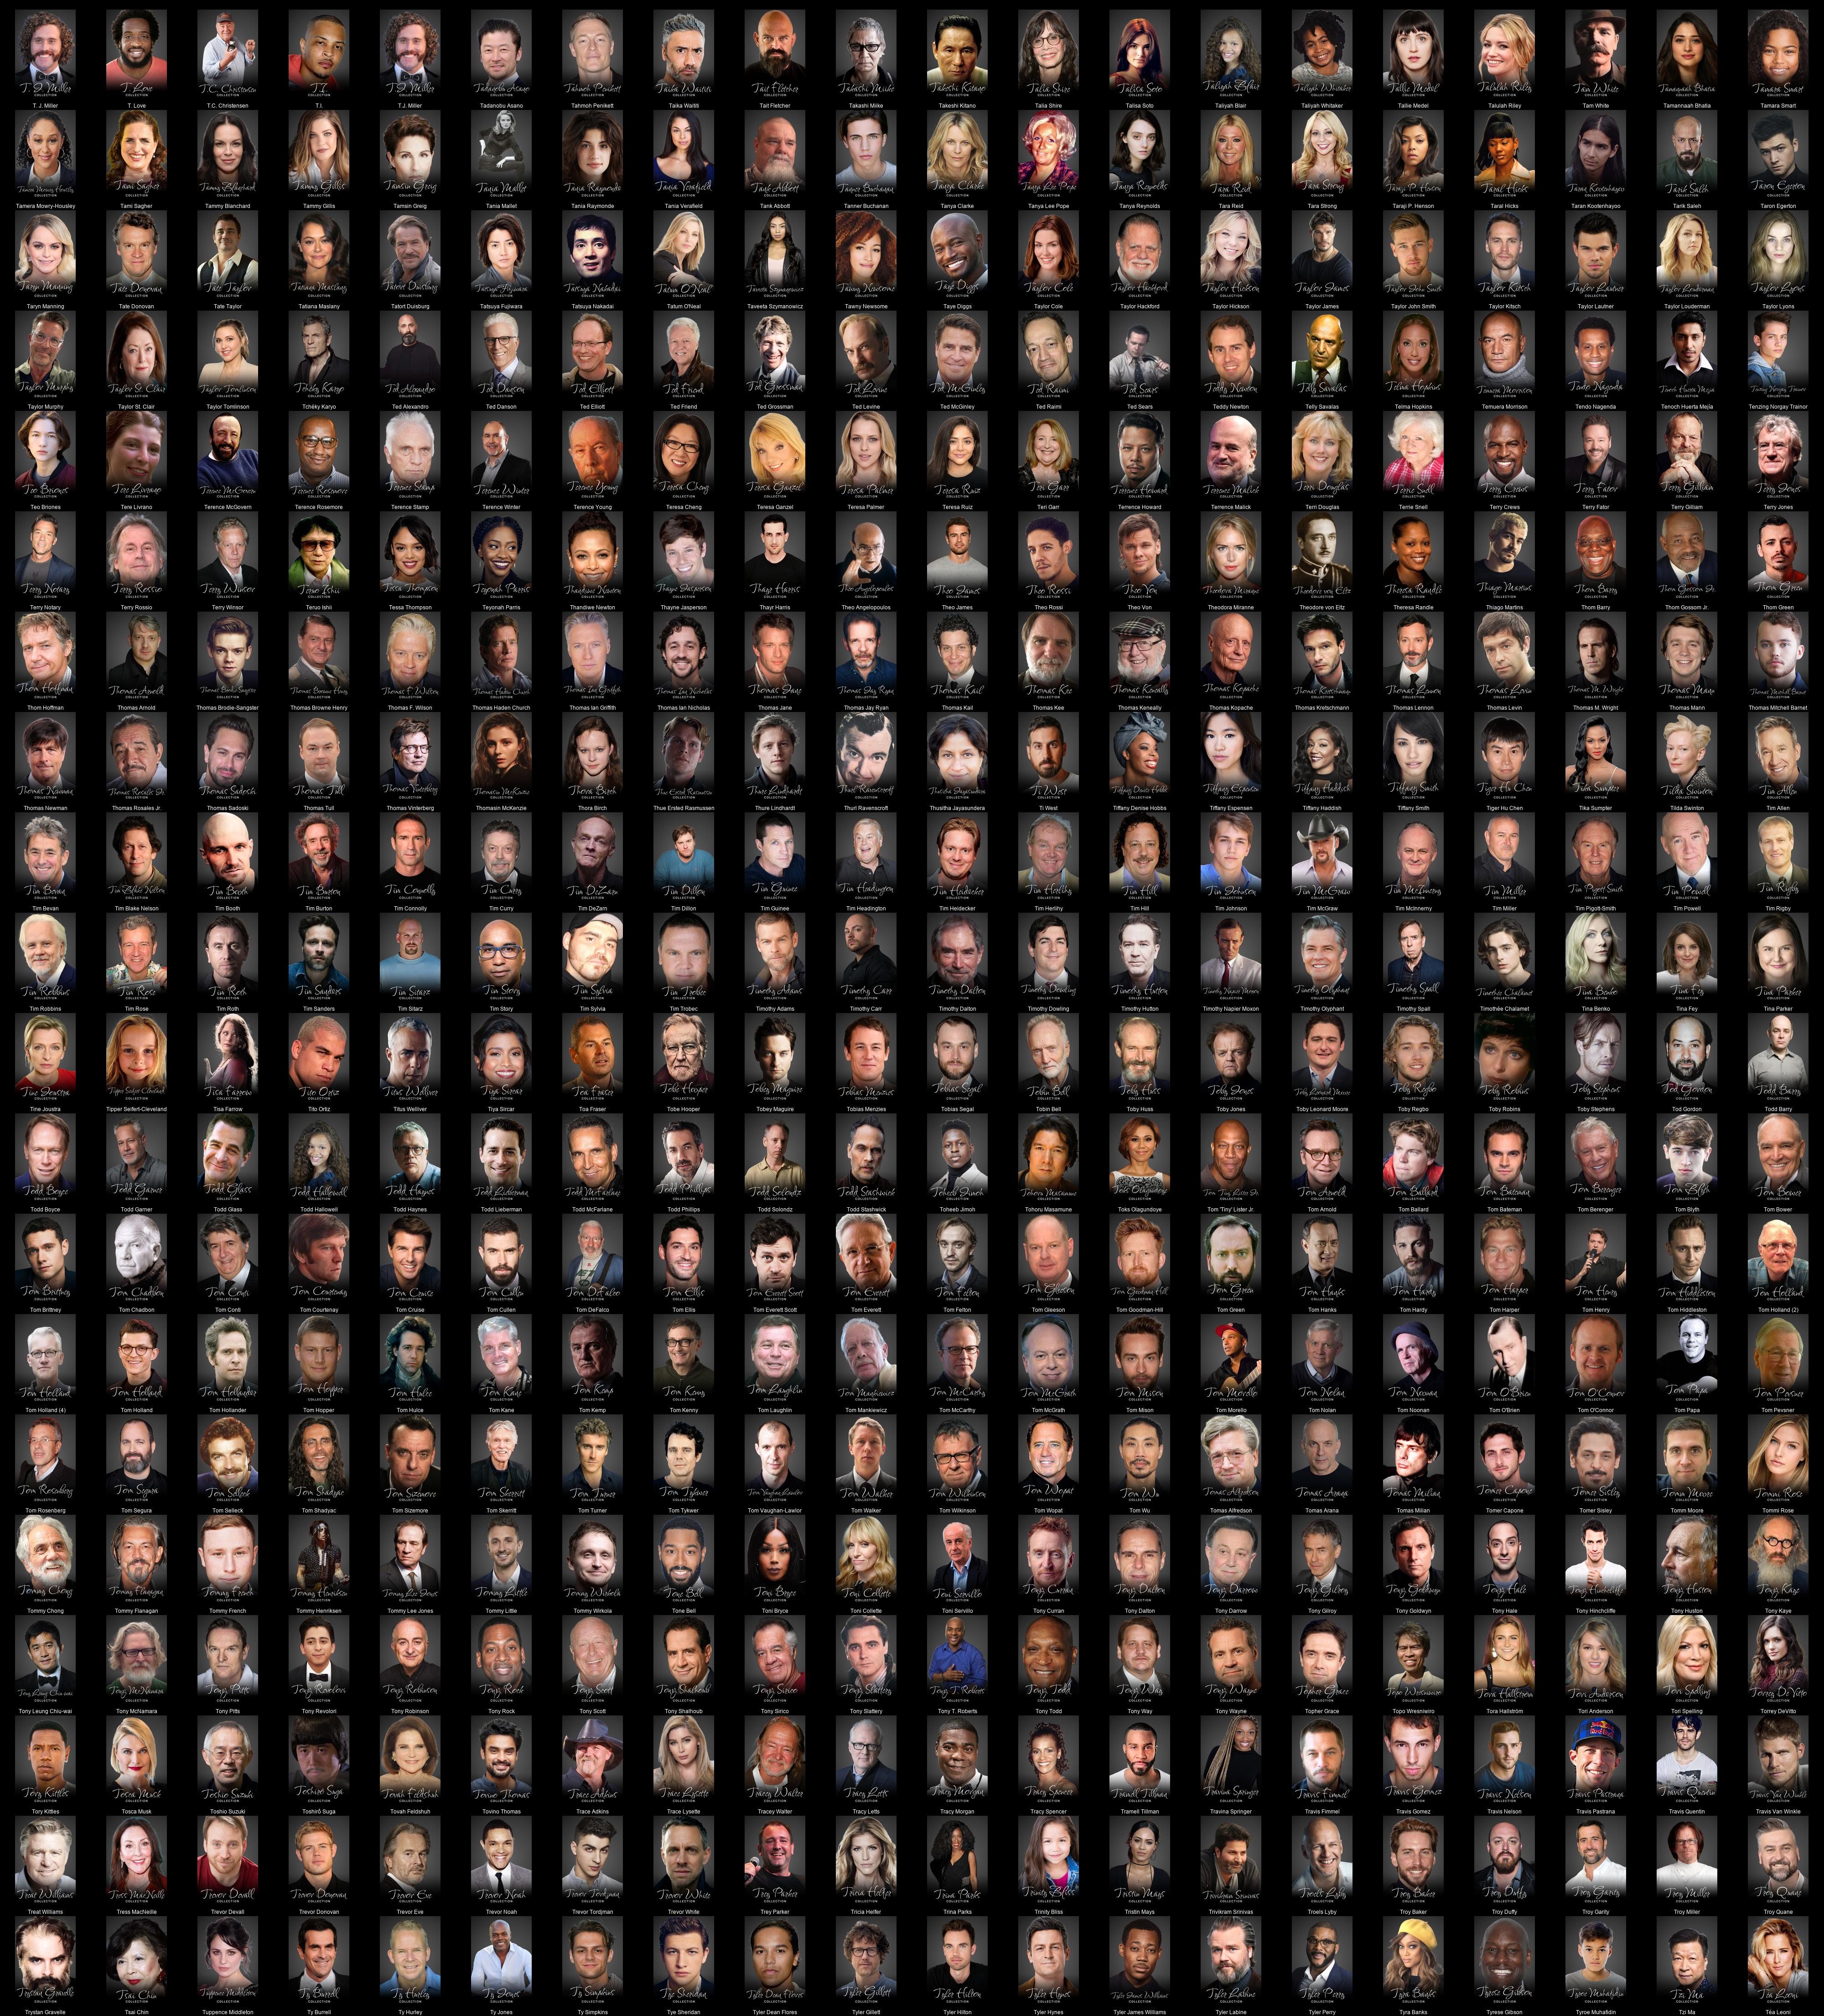 T. J. Miller T. Love T.C. Christensen T.I. T.J. Miller Tadanobu Asano Tahmoh Penikett Taika Waititi Tait Fletcher Takashi Miike Takeshi Kitano Talia Shire Talisa Soto Taliyah Blair Taliyah Whitaker Tallie Medel Talulah Riley Tam White Tamannaah Bhatia Tamara Smart
Tamera Mowry-Housley Tami Sagher Tammy Blanchard Tammy Gillis Tamsin Greig Tania Mallet Tania Raymonde Tania Verafield Tank Abbott Tanner Buchanan Tanya Clarke Tanya Lee Pope Tanya Reynolds Tara Reid Tara Strong Taraji P. Henson Taral Hicks Taran Kootenhayoo Tarik Saleh Taron Egerton
Taryn Manning Tate Donovan Tate Taylor Tatiana Maslany Tatort Duisburg Tatsuya Fujiwara Tatsuya Nakadai Tatum O'Neal Taveeta Szymanowicz Tawny Newsome Taye Diggs Taylor Cole Taylor Hackford Taylor Hickson Taylor James Taylor John Smith Taylor Kitsch Taylor Lautner Taylor Louderman Taylor Lyons
Taylor Murphy Taylor St. Clair Taylor Tomlinson Tchéky Karyo Ted Alexandro Ted Danson Ted Elliott Ted Friend Ted Grossman Ted Levine Ted McGinley Ted Raimi Ted Sears Teddy Newton Telly Savalas Telma Hopkins Temuera Morrison Tendo Nagenda Tenoch Huerta Mejía Tenzing Norgay Trainor
Teo Briones Tere Livrano Terence McGovern Terence Rosemore Terence Stamp Terence Winter Terence Young Teresa Cheng Teresa Ganzel Teresa Palmer Teresa Ruiz Teri Garr Terrence Howard Terrence Malick Terri Douglas Terrie Snell Terry Crews Terry Fator Terry Gilliam Terry Jones
Terry Notary Terry Rossio Terry Winsor Teruo Ishii Tessa Thompson Teyonah Parris Thandiwe Newton Thayne Jasperson Thayr Harris Theo Angelopoulos Theo James Theo Rossi Theo Von Theodora Miranne Theodore von Eltz Theresa Randle Thiago Martins Thom Barry Thom Gossom Jr. Thom Green
Thom Hoffman Thomas Arnold Thomas Brodie-Sangster Thomas Browne Henry Thomas F. Wilson Thomas Haden Church Thomas Ian Griffith Thomas Ian Nicholas Thomas Jane Thomas Jay Ryan Thomas Kail Thomas Kee Thomas Keneally Thomas Kopache Thomas Kretschmann Thomas Lennon Thomas Levin Thomas M. Wright Thomas Mann Thomas Mitchell Barnet
Thomas Newman Thomas Rosales Jr. Thomas Sadoski Thomas Tull Thomas Vinterberg Thomasin McKenzie Thora Birch Thue Ersted Rasmussen Thure Lindhardt Thurl Ravenscroft Thusitha Jayasundera Ti West Tiffany Denise Hobbs Tiffany Espensen Tiffany Haddish Tiffany Smith Tiger Hu Chen Tika Sumpter Tilda Swinton Tim Allen
Tim Bevan Tim Blake Nelson Tim Booth Tim Burton Tim Connolly Tim Curry Tim DeZarn Tim Dillon Tim Guinee Tim Headington Tim Heidecker Tim Herlihy Tim Hill Tim Johnson Tim McGraw Tim McInnerny Tim Miller Tim Pigott-Smith Tim Powell Tim Rigby
Tim Robbins Tim Rose Tim Roth Tim Sanders Tim Sitarz Tim Story Tim Sylvia Tim Trobec Timothy Adams Timothy Carr Timothy Dalton Timothy Dowling Timothy Hutton Timothy Napier Moxon Timothy Olyphant Timothy Spall Timothée Chalamet Tina Benko Tina Fey Tina Parker
Tine Joustra Tipper Seifert-Cleveland Tisa Farrow Tito Ortiz Titus Welliver Tiya Sircar Toa Fraser Tobe Hooper Tobey Maguire Tobias Menzies Tobias Segal Tobin Bell Toby Huss Toby Jones Toby Leonard Moore Toby Regbo Toby Robins Toby Stephens Tod Gordon Todd Barry
Todd Boyce Todd Garner Todd Glass Todd Hallowell Todd Haynes Todd Lieberman Todd McFarlane Todd Phillips Todd Solondz Todd Stashwick Toheeb Jimoh Tohoru Masamune Toks Olagundoye Tom 'Tiny' Lister Jr. Tom Arnold Tom Ballard Tom Bateman Tom Berenger Tom Blyth Tom Bower
Tom Brittney Tom Chadbon Tom Conti Tom Courtenay Tom Cruise Tom Cullen Tom DeFalco Tom Ellis Tom Everett Scott Tom Everett Tom Felton Tom Gleeson Tom Goodman-Hill Tom Green Tom Hanks Tom Hardy Tom Harper Tom Henry Tom Hiddleston Tom Holland (2)
Tom Holland (4) Tom Holland Tom Hollander Tom Hopper Tom Hulce Tom Kane Tom Kemp Tom Kenny Tom Laughlin Tom Mankiewicz Tom McCarthy Tom McGrath Tom Mison Tom Morello Tom Nolan Tom Noonan Tom O'Brien Tom O'Connor Tom Papa Tom Pevsner
Tom Rosenberg Tom Segura Tom Selleck Tom Shadyac Tom Sizemore Tom Skerritt Tom Turner Tom Tykwer Tom Vaughan-Lawlor Tom Walker Tom Wilkinson Tom Wopat Tom Wu Tomas Alfredson Tomas Arana Tomas Milian Tomer Capone Tomer Sisley Tomm Moore Tommi Rose
Tommy Chong Tommy Flanagan Tommy French Tommy Henriksen Tommy Lee Jones Tommy Little Tommy Wirkola Tone Bell Toni Bryce Toni Collette Toni Servillo Tony Curran Tony Dalton Tony Darrow Tony Gilroy Tony Goldwyn Tony Hale Tony Hinchcliffe Tony Huston Tony Kaye
Tony Leung Chiu-wai Tony McNamara Tony Pitts Tony Revolori Tony Robinson Tony Rock Tony Scott Tony Shalhoub Tony Sirico Tony Slattery Tony T. Roberts Tony Todd Tony Way Tony Wayne Topher Grace Topo Wresniwiro Tora Hallström Tori Anderson Tori Spelling Torrey DeVitto
Tory Kittles Tosca Musk Toshio Suzuki Toshirô Suga Tovah Feldshuh Tovino Thomas Trace Adkins Trace Lysette Tracey Walter Tracy Letts Tracy Morgan Tracy Spencer Tramell Tillman Travina Springer Travis Fimmel Travis Gomez Travis Nelson Travis Pastrana Travis Quentin Travis Van Winkle
Treat Williams Tress MacNeille Trevor Devall Trevor Donovan Trevor Eve Trevor Noah Trevor Tordjman Trevor White Trey Parker Tricia Helfer Trina Parks Trinity Bliss Tristin Mays Trivikram Srinivas Troels Lyby Troy Baker Troy Duffy Troy Garity Troy Miller Troy Quane
Trystan Gravelle Tsai Chin Tuppence Middleton Ty Burrell Ty Hurley Ty Jones Ty Simpkins Tye Sheridan Tyler Dean Flores Tyler Gillett Tyler Hilton Tyler Hynes Tyler James Williams Tyler Labine Tyler Perry Tyra Banks Tyrese Gibson Tyroe Muhafidin Tzi Ma Téa Leoni